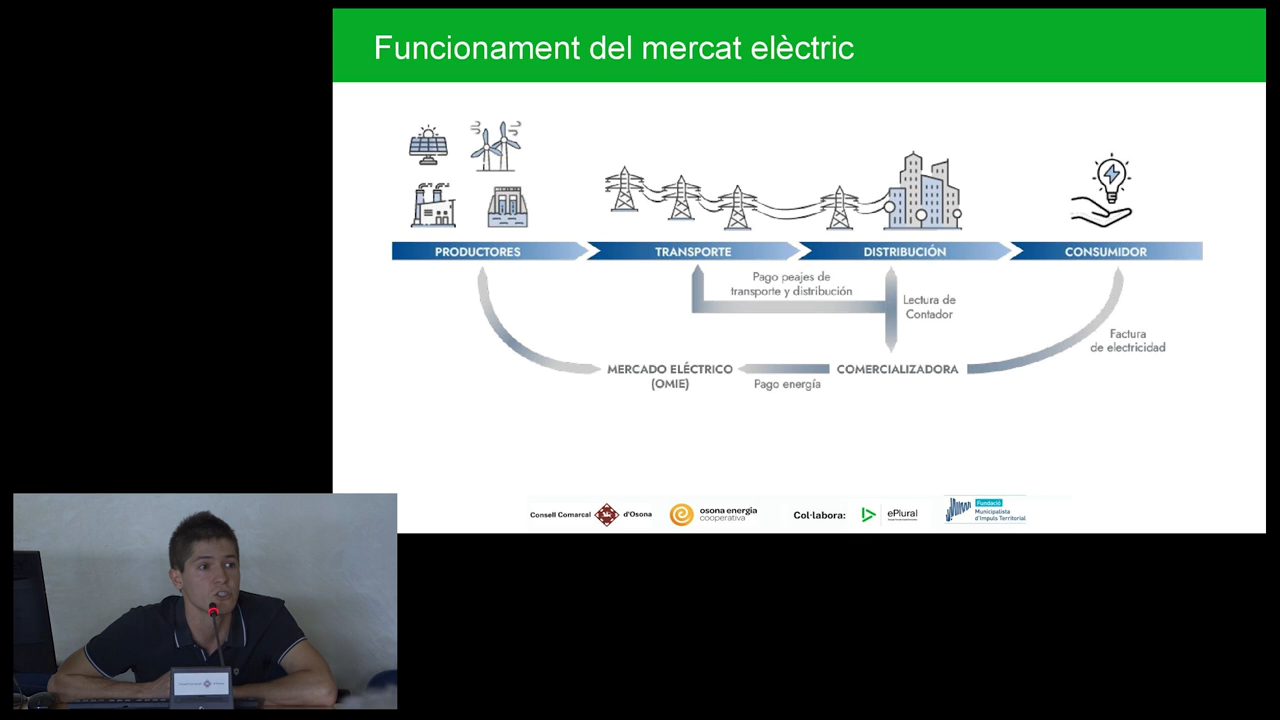 Funcionament del mercat elèctric
PRODUCTORES
TRANSPORTE
DISTRIBUCIÓN
CONSUMIDOR
Pago peajes de
transporte y distribución
Lectura de
Contador
Factura
de electricidad
MERCADO ELÉCTRICO
(OMIE)
Pago energía
COMERCIALIZADORA
Consell Comarcal d'Osona
osona energia
cooperativa
Col·labora:
ePlural
Fundació
Municipalista
d'Impuls Territorial